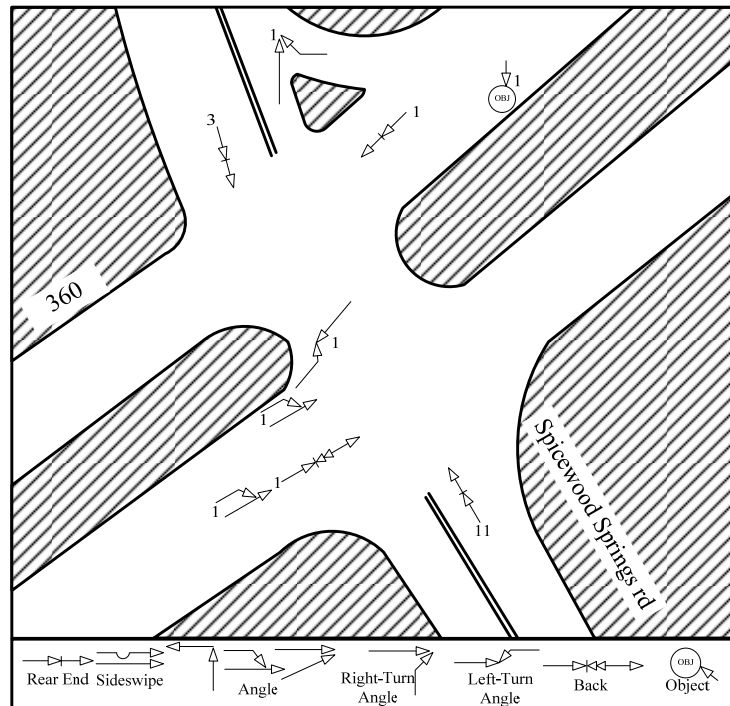 1
OBJ
1
1
3
360
1
1
1
1
11
Spicewood Springs rd
Rear End
Sideswipe
Angle
Right-Turn
Angle
Left-Turn
Angle
Back
OBJ
Object